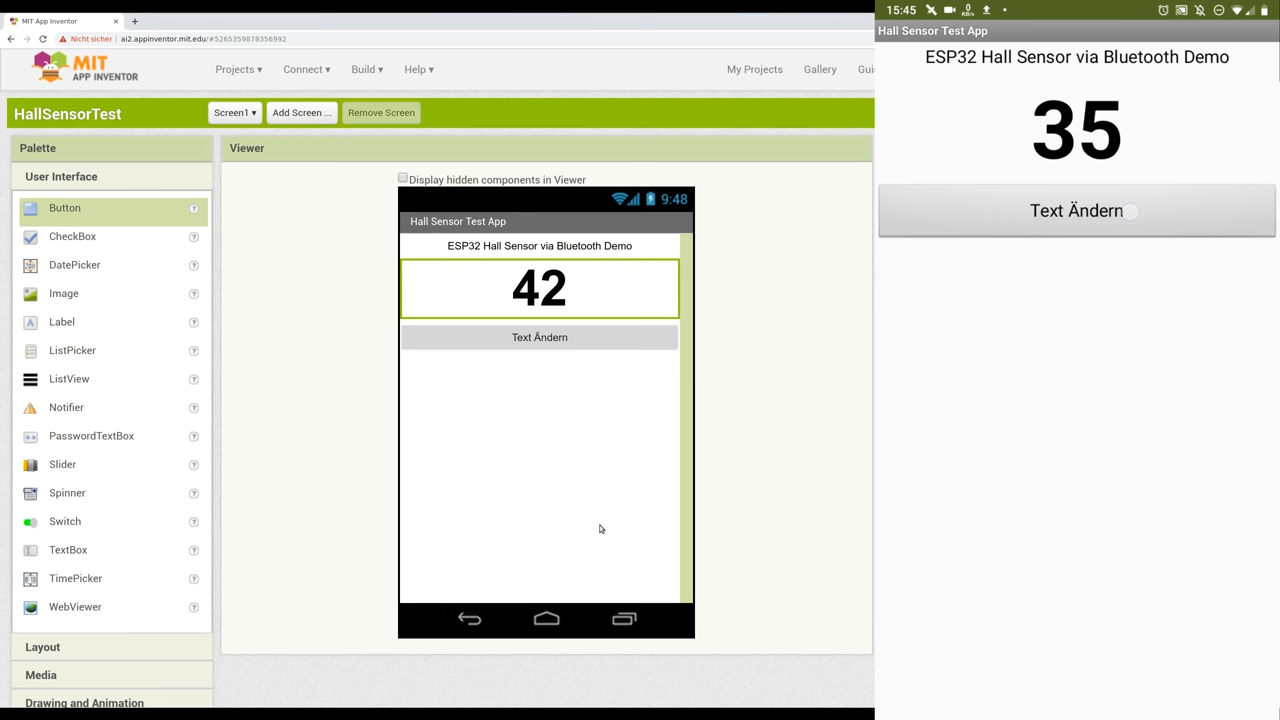 MIT App Inventor
Nicht sicher | ai2.appinventor.mit.edu/#5265359878356992
MIT
APP INVENTOR
Projects ▾ Connect ▾ Build ▾ Help ▾ My Projects Gallery Gui
HallSensorTest Screen1 ▾ Add Screen ... Remove Screen
Palette
User Interface
Button
CheckBox
DatePicker
Image
Label
ListPicker
ListView
Notifier
PasswordTextBox
Slider
Spinner
Switch
TextBox
TimePicker
WebViewer
Layout
Media
Drawing and Animation
Viewer
Display hidden components in Viewer
9:48
Hall Sensor Test App
ESP32 Hall Sensor via Bluetooth Demo
42
Text Ändern
15:45
Hall Sensor Test App
ESP32 Hall Sensor via Bluetooth Demo
35
Text Ändern